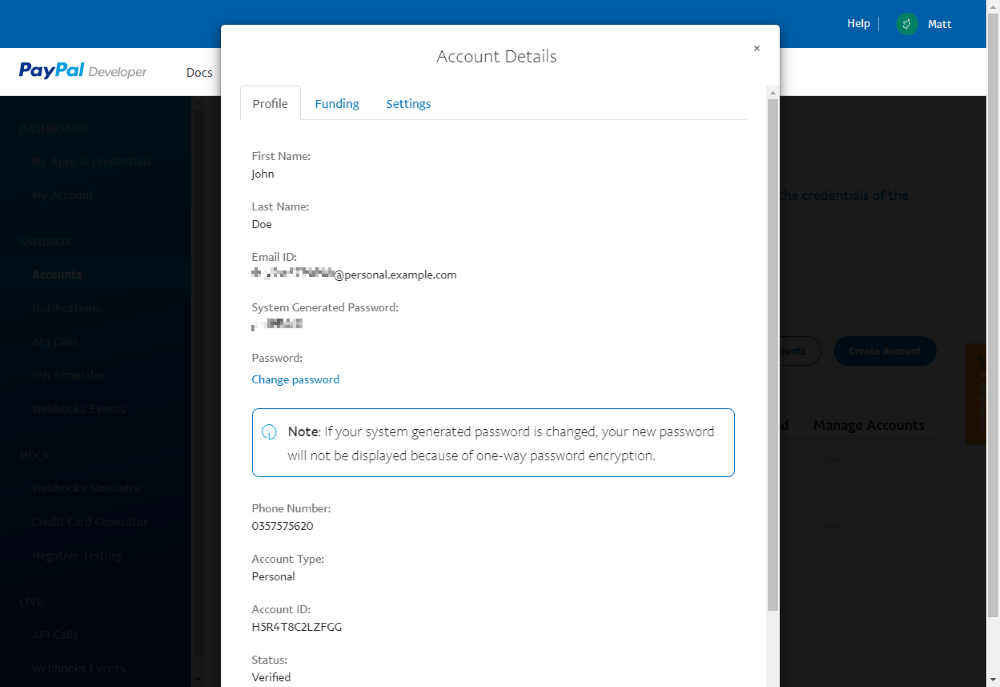 Help
Matt
PayPal Developer
Docs
Account Details
×
Profile
Funding
Settings
First Name:
John
Last Name:
Doe
Email ID:
@personal.example.com
System Generated Password:
Password:
Change password
Note: If your system generated password is changed, your new password
will not be displayed because of one-way password encryption.
Phone Number:
0357575620
Account Type:
Personal
Account ID:
H5R4T8C2LZFGG
Status:
Verified
DASHBOARD
My Apps & Credentials
My Account
SANDBOX
Accounts
Notifications
API Calls
IPN Simulator
Webhooks Events
MOCK
Webhooks Simulator
Credit Card Generator
Negative Testing
LIVE
API Calls
Webhooks Events
the credentials of the
Create Account
Manage Accounts
...
...